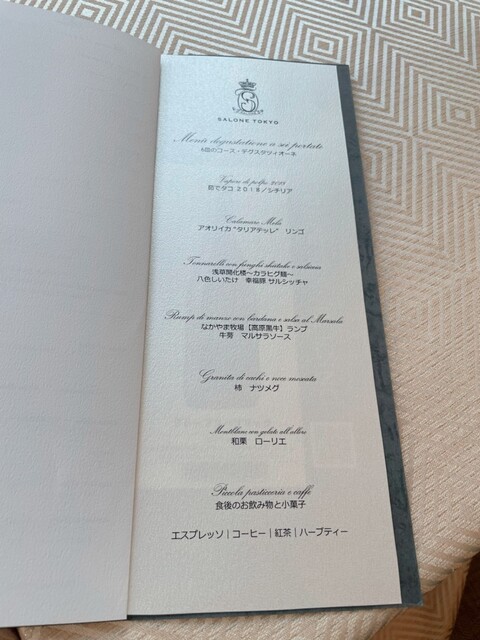 SALONE TOKYO
Menù degustazione a sei portate
6皿のコース・デグスタツィオーネ
Vapore di polpo 2018
茹でタコ 2018/シチリア
Calamaro Mela
アオリイカ "タリアテッレ" リンゴ
Tonnarelli con funghi shiitake e salsiccia
浅草開化楼〜カラヒグ麺〜
八色しいたけ 幸福豚 サルシッチャ
Rump di manzo con bardana e salsa al Marsala
なかやま牧場【高原黒牛】ランプ
牛蒡 マルサラソース
Granita di cachi e noce moscata
柿 ナツメグ
Montblanc con gelato all'alloro
和栗 ローリエ
Piccola pasticceria e caffè
食後のお飲み物と小菓子
エスプレッソ|コーヒー|紅茶|ハーブティー